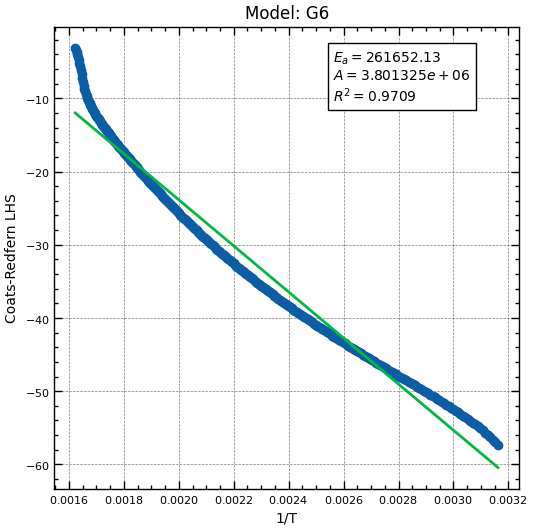 Model: G6
E_a = 261652.13
A = 3.801325e + 06
R² = 0.9709
Coats-Redfern LHS
−10
−20
−30
−40
−50
−60
0.0016 0.0018 0.0020 0.0022 0.0024 0.0026 0.0028 0.0030 0.0032
1/T